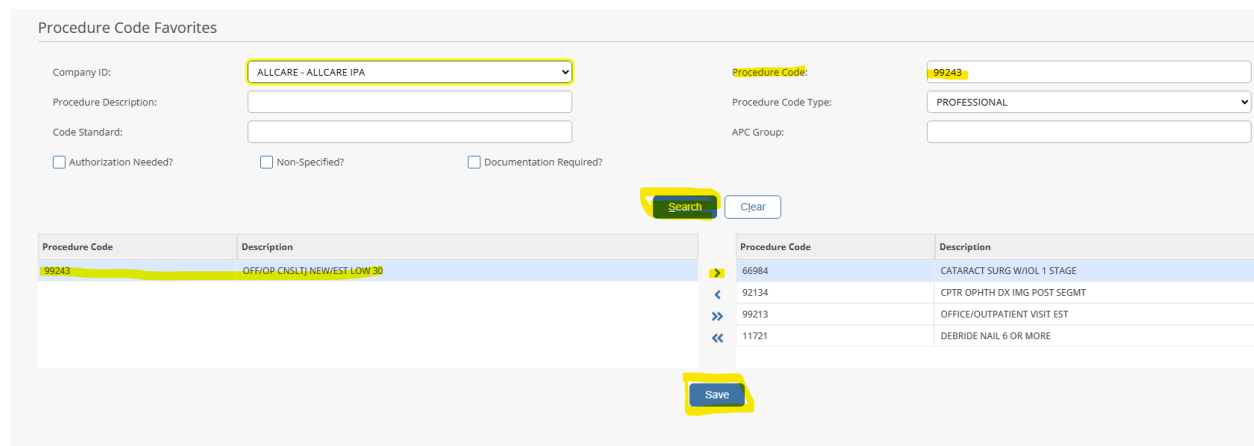 Procedure Code Favorites
Company ID: ALLCARE - ALLCARE IPA Procedure Code: 99243
Procedure Description: Procedure Code Type: PROFESSIONAL
Code Standard: APC Group:
Authorization Needed? Non-Specified? Documentation Required?
Search Clear
Procedure Code Description Procedure Code Description
99243 OFF/OP CNSLTJ NEW/EST LOW 30 66984 CATARACT SURG W/IOL 1 STAGE
92134 CPTR OPHTH DX IMG POST SEGMT
99213 OFFICE/OUTPATIENT VISIT EST
11721 DEBRIDE NAIL 6 OR MORE
Save